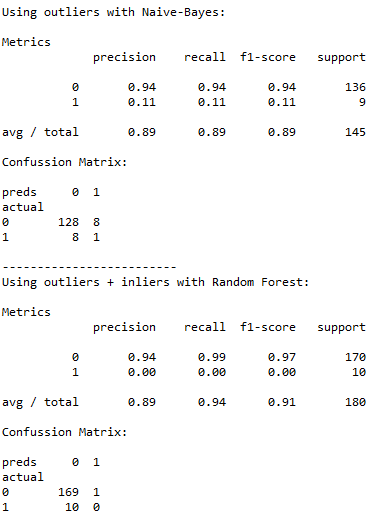 Using outliers with Naive-Bayes:
Metrics
precision recall f1-score support
0 0.94 0.94 0.94 136
1 0.11 0.11 0.11 9
avg / total 0.89 0.89 0.89 145
Confussion Matrix:
preds 0 1
actual
0 128 8
1 8 1
-------------------------
Using outliers + inliers with Random Forest:
Metrics
precision recall f1-score support
0 0.94 0.99 0.97 170
1 0.00 0.00 0.00 10
avg / total 0.89 0.94 0.91 180
Confussion Matrix:
preds 0 1
actual
0 169 1
1 10 0